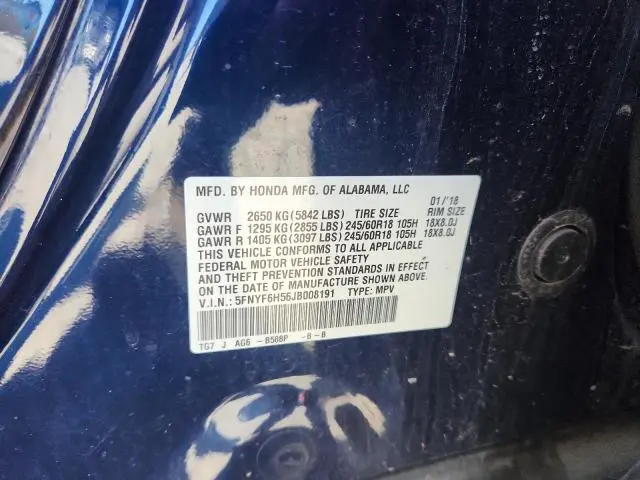 MFD. BY HONDA MFG. OF ALABAMA, LLC
01/'18
GVWR 2650 KG (5842 LBS) TIRE SIZE RIM SIZE
GAWR F 1295 KG (2855 LBS) 245/60R18 105H 18X8.0J
GAWR R 1405 KG (3097 LBS) 245/60R18 105H 18X8.0J
THIS VEHICLE CONFORMS TO ALL APPLICABLE
FEDERAL MOTOR VEHICLE SAFETY
AND THEFT PREVENTION STANDARDS IN EFFECT
ON THE DATE OF MANUFACTURE SHOWN ABOVE.
V.I.N: 5FNYF6H56JB008191 TYPE: MPV
TG7 J AG6 -B588P -B-B